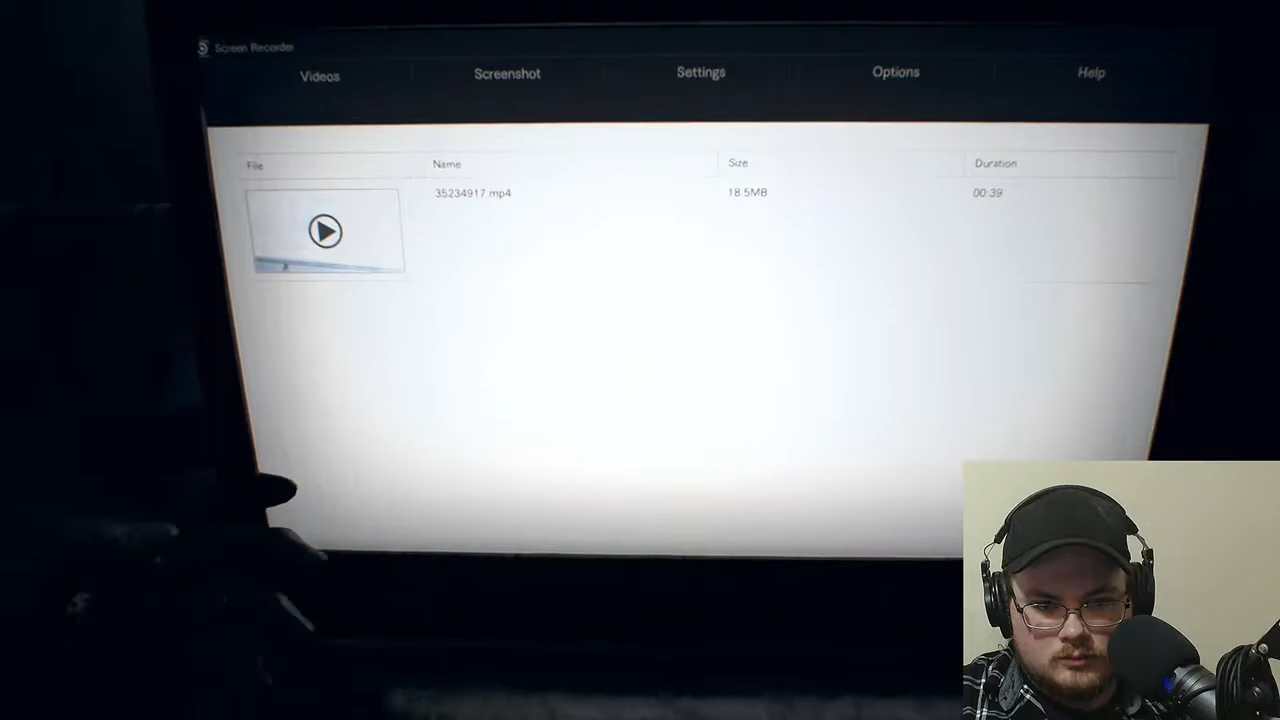 Screen Recorder
Videos Screenshot Settings Options Help
File Name Size Duration
35234917.mp4 18.5MB 00:39